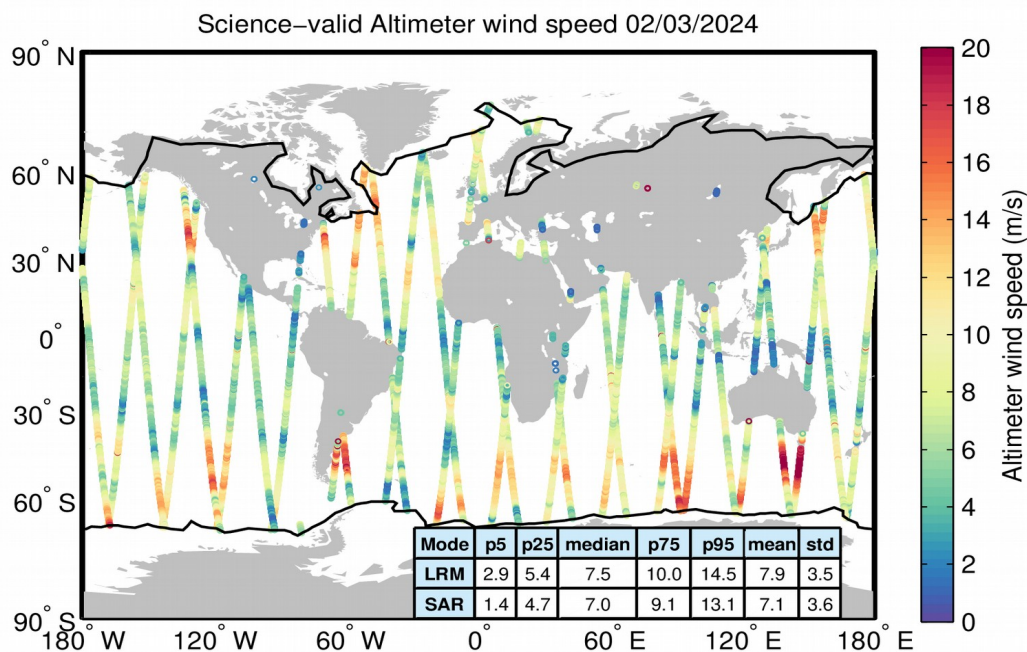 Science−valid Altimeter wind speed 02/03/2024
90° N
60° N
30° N
0°
30° S
60° S
90° S
180° W
120° W
60° W
0°
60° E
120° E
180° E
Mode p5 p25 median p75 p95 mean std
LRM 2.9 5.4 7.5 10.0 14.5 7.9 3.5
SAR 1.4 4.7 7.0 9.1 13.1 7.1 3.6
20
18
16
14
12
10
8
6
4
2
0
Altimeter wind speed (m/s)